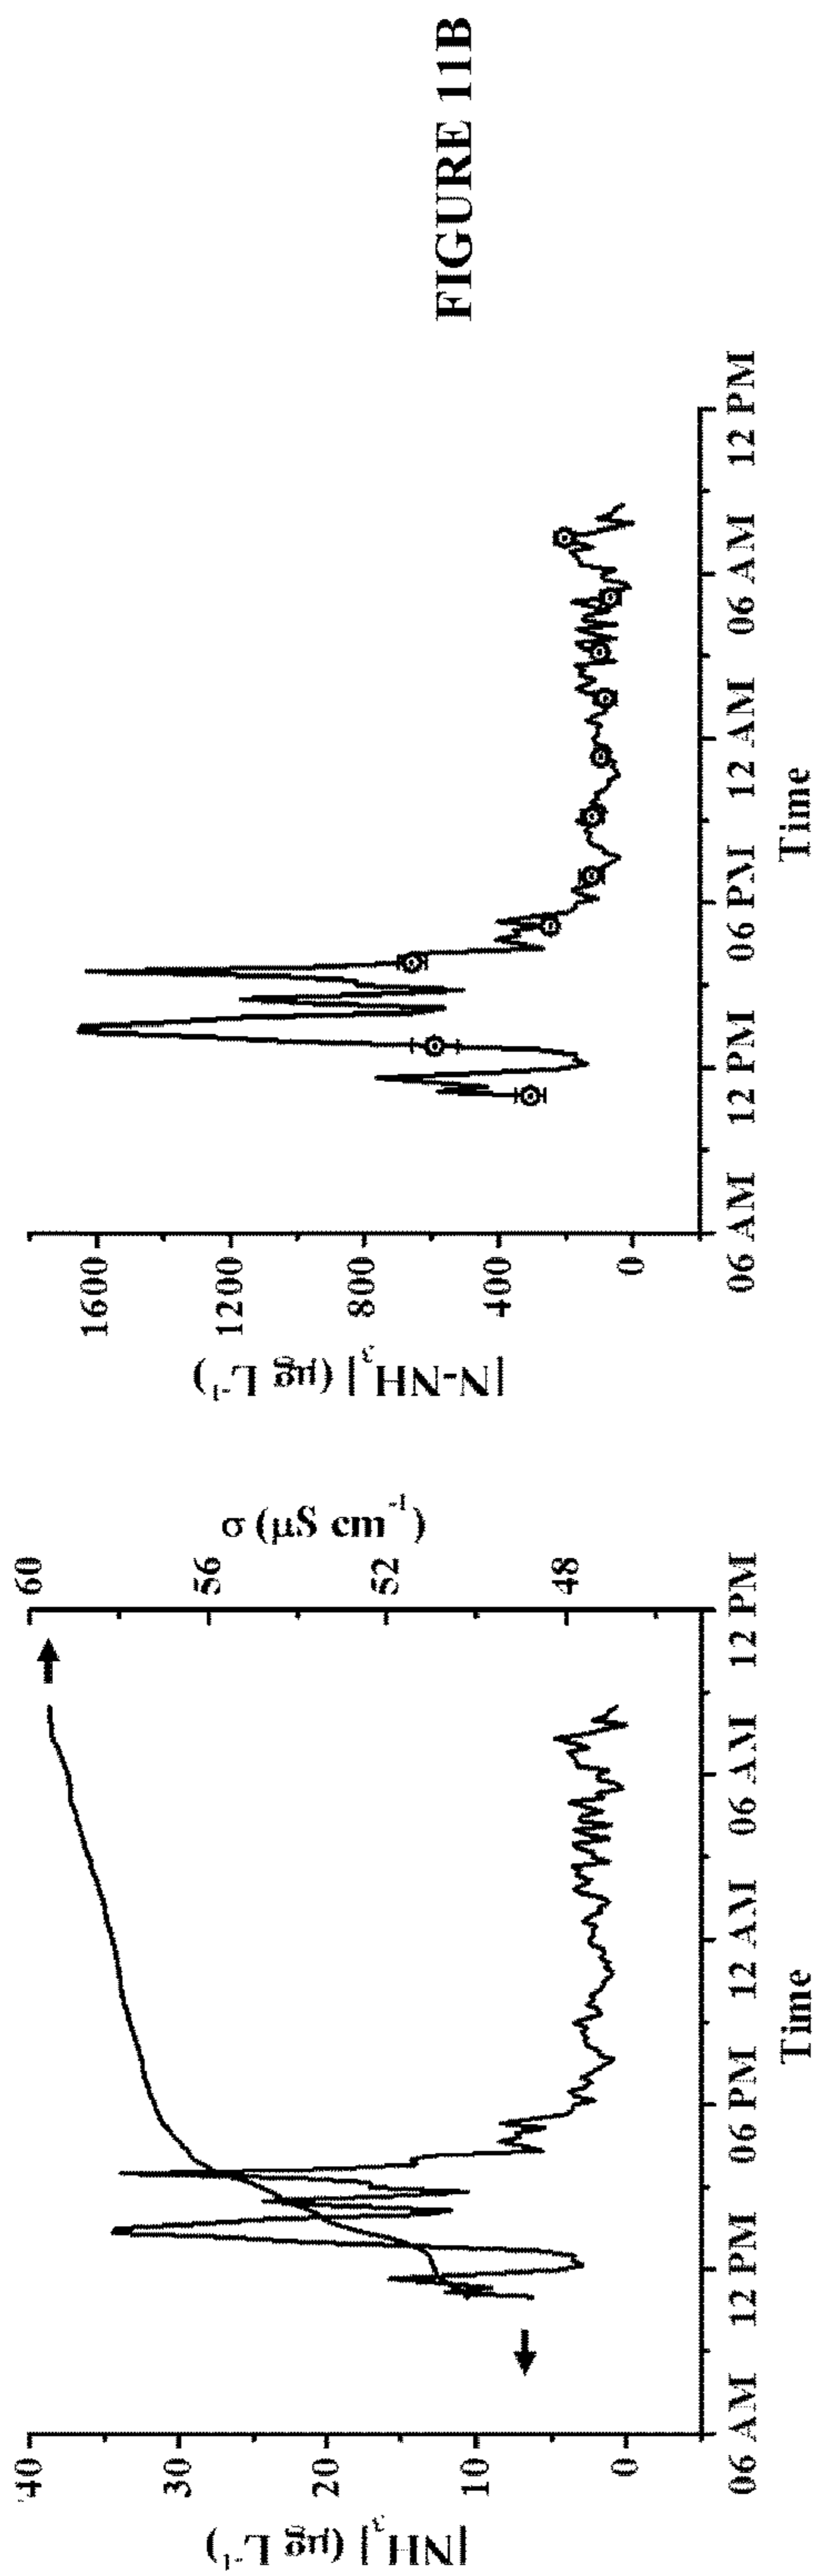 40
30
20
10
0
[NH₃] (µg L⁻¹)
60
56
52
48
σ (µS cm⁻¹)
06 AM 12 PM 06 PM 12 AM 06 AM 12 PM
Time
1600
1200
800
400
0
[N-NH₃] (µg L⁻¹)
06 AM 12 PM 06 PM 12 AM 06 AM 12 PM
Time
FIGURE 11B